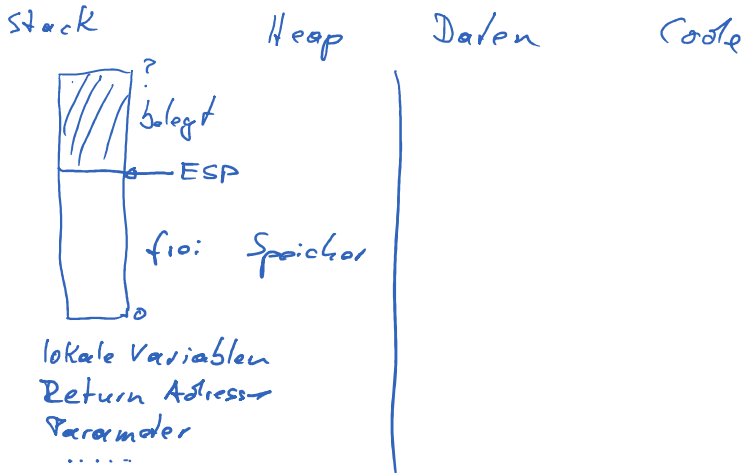 Stack Heap Daten Code
?
belegt
ESP
frei Speicher
0
lokale Variablen
Return Adresse
Parameter
.....